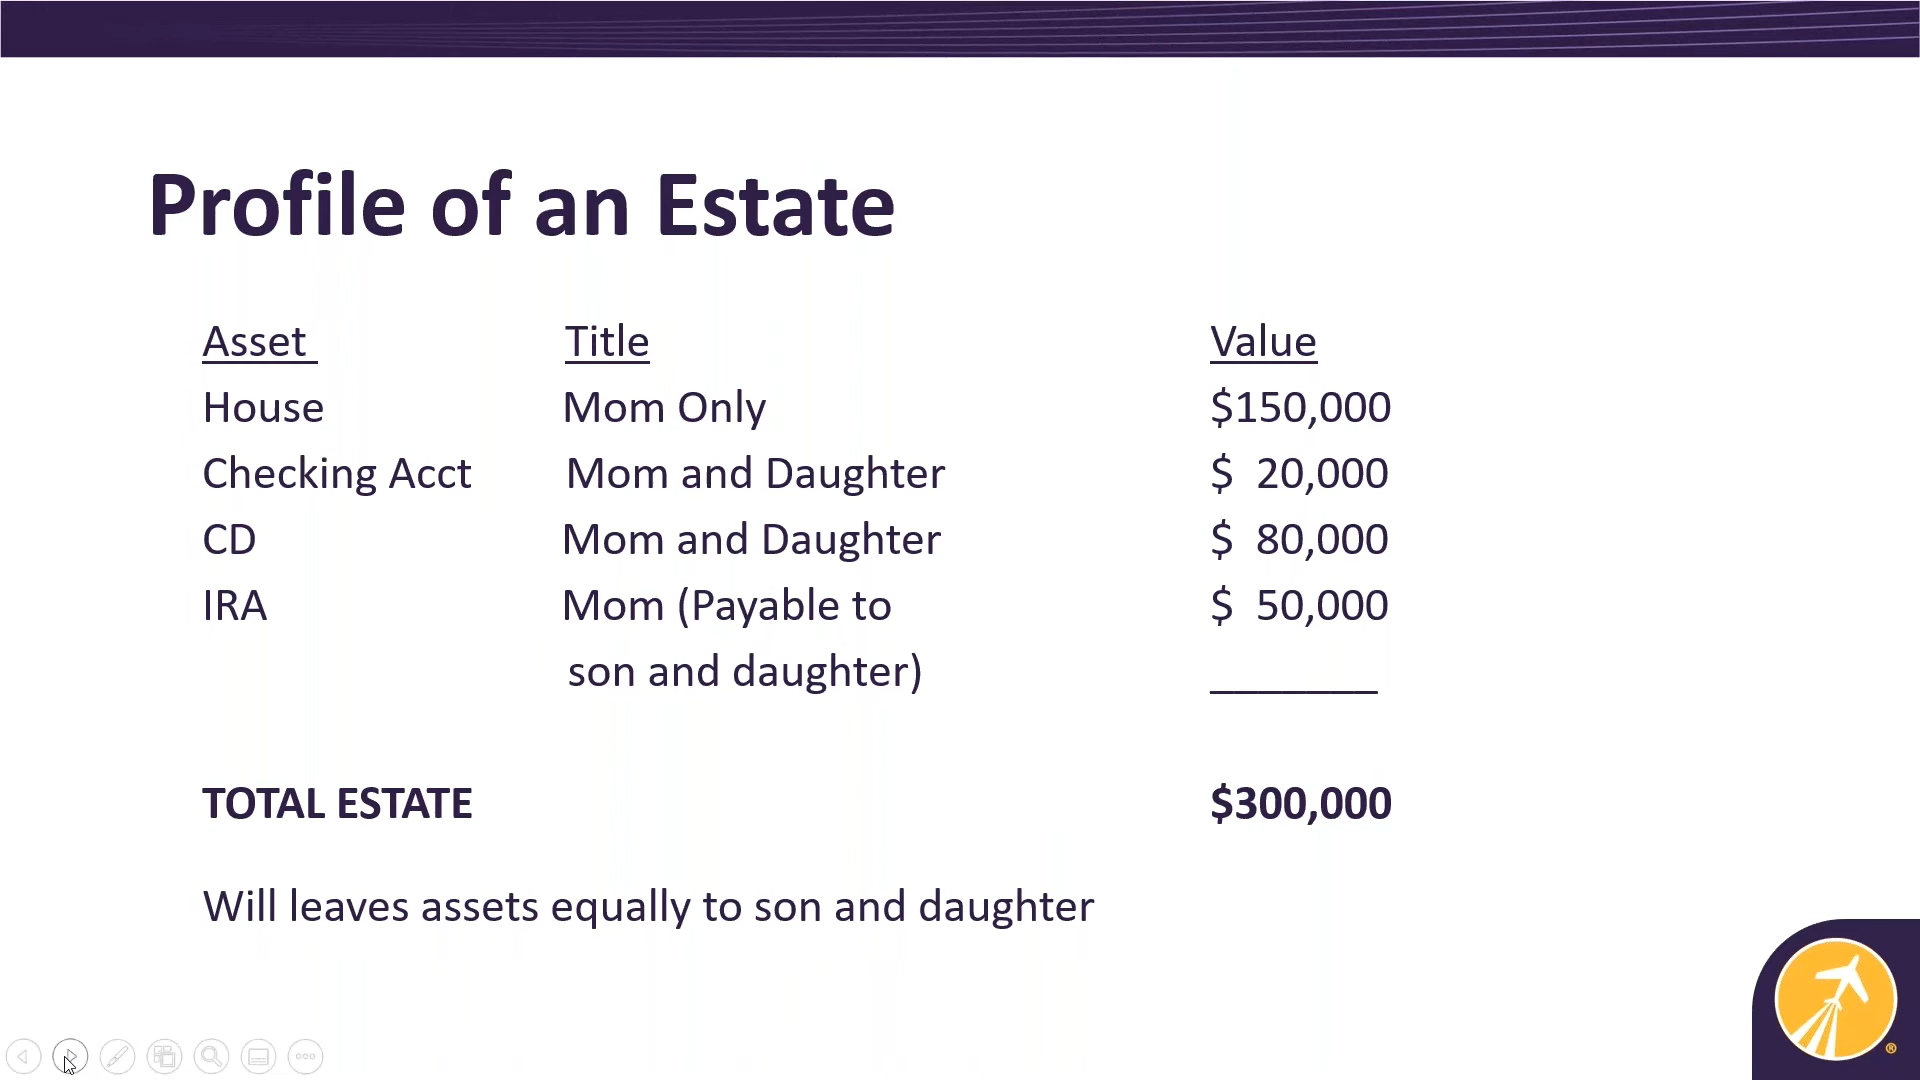 Profile of an Estate
Asset Title Value
House Mom Only $150,000
Checking Acct Mom and Daughter $ 20,000
CD Mom and Daughter $ 80,000
IRA Mom (Payable to $ 50,000
son and daughter) _______
TOTAL ESTATE $300,000
Will leaves assets equally to son and daughter
®